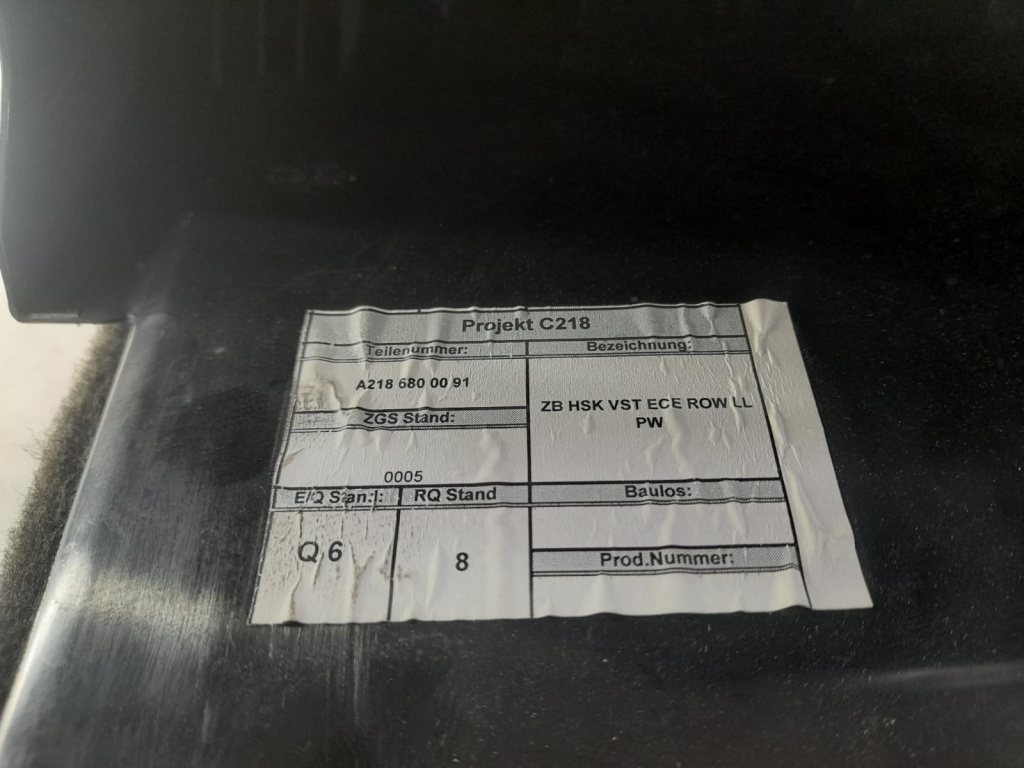 Projekt C218
Teilenummer:
Bezeichnung:
A218 680 00 91
ZB HSK VST ECE ROW LL
PW
ZGS Stand:
0005
E/Q Stand:
RQ Stand
Baulos:
Q 6
8
Prod.Nummer: